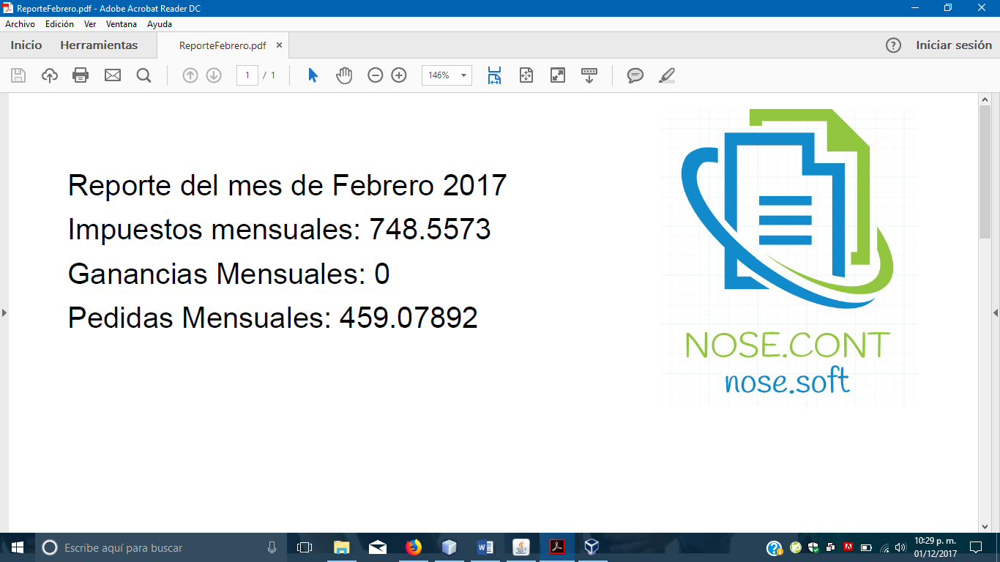 ReporteFebrero.pdf - Adobe Acrobat Reader DC
Archivo Edición Ver Ventana Ayuda
Inicio Herramientas ReporteFebrero.pdf × Iniciar sesión
1 / 1 146%
Reporte del mes de Febrero 2017
Impuestos mensuales: 748.5573
Ganancias Mensuales: 0
Pedidas Mensuales: 459.07892
NOSE.CONT
nose.soft
Escribe aquí para buscar
10:29 p. m.
01/12/2017